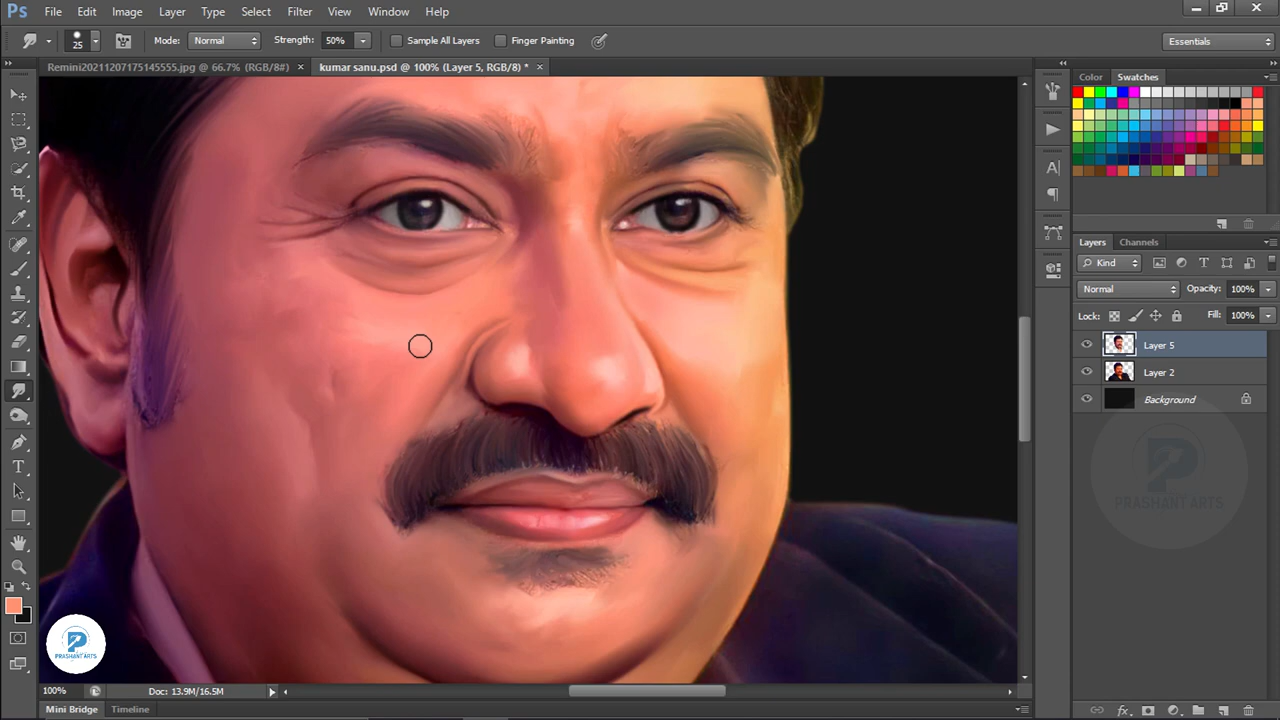 Ps File Edit Image Layer Type Select Filter View Window Help
25 Mode: Normal Strength: 50% Sample All Layers Finger Painting Essentials
Remini20211207175145555.jpg @ 66.7% (RGB/8#) × kumar sanu.psd @ 100% (Layer 5, RGB/8) * ×
Color Swatches
Layers Channels
Kind
Normal Opacity: 100%
Lock: Fill: 100%
Layer 5
Layer 2
Background
PRASHANT ARTS
PRASHANT ARTS
100% Doc: 13.9M/16.5M
Mini Bridge Timeline